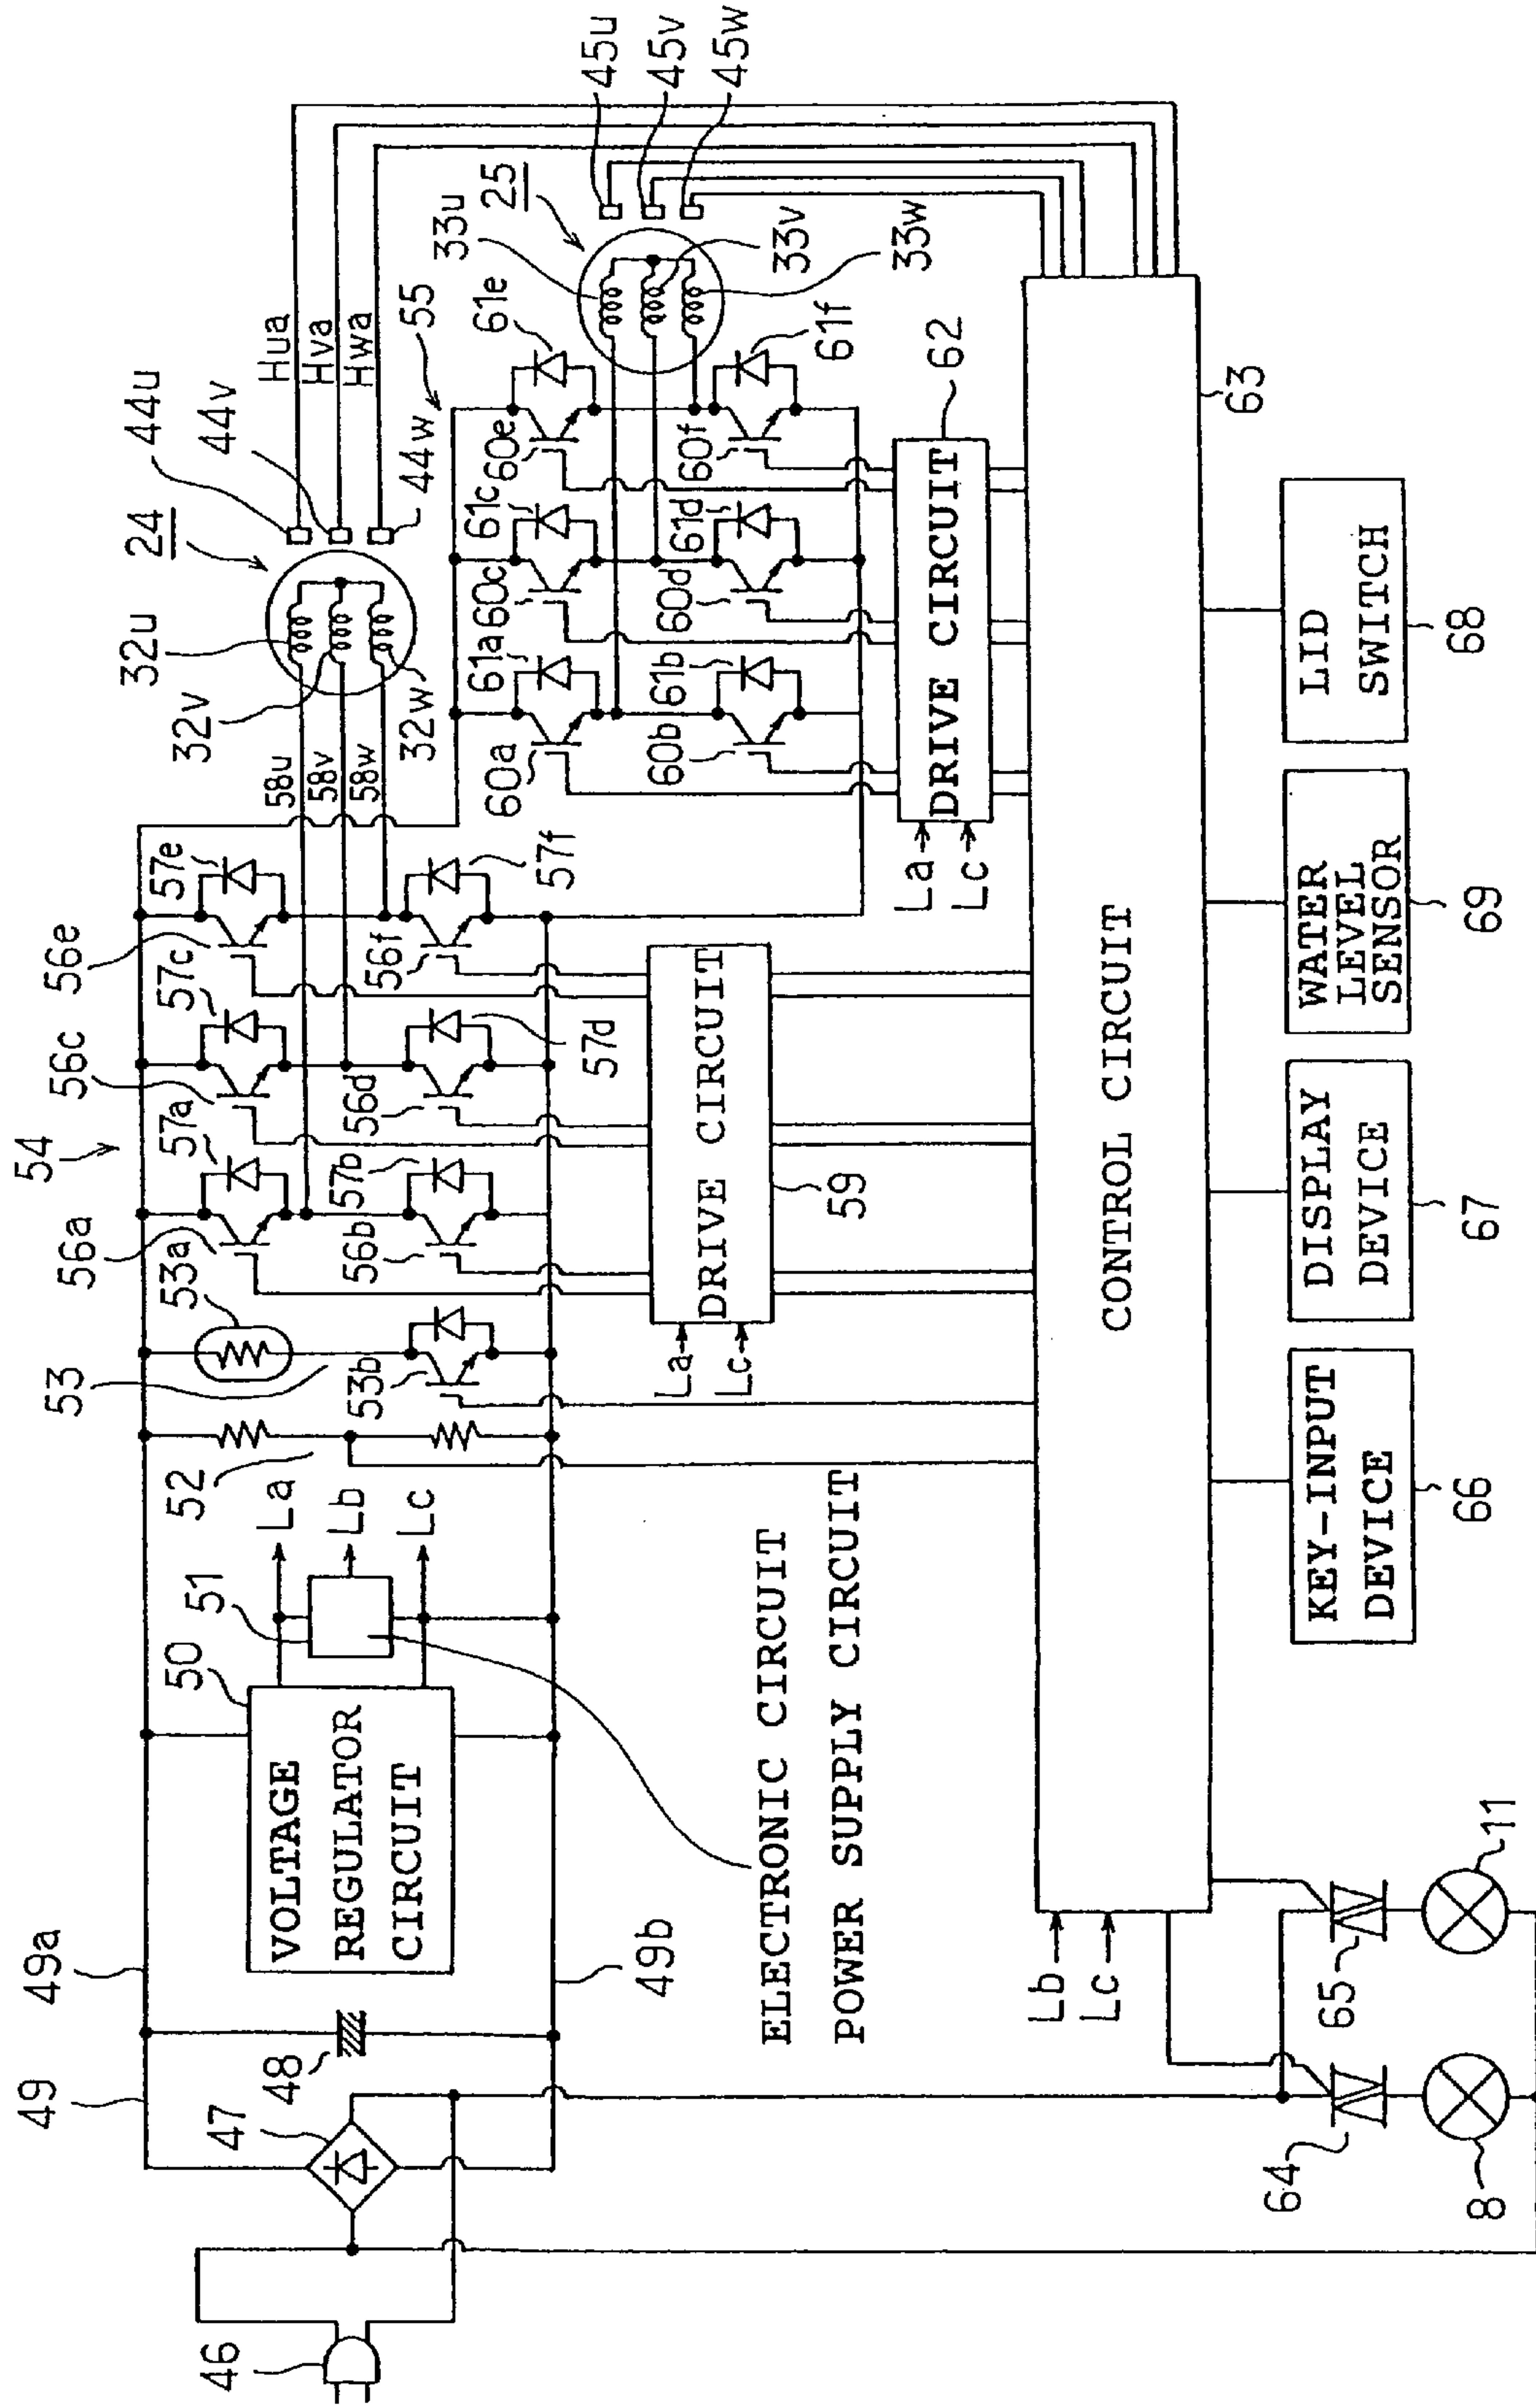 49
49a
47
46
48
VOLTAGE
REGULATOR
CIRCUIT
50
51
La
Lb
Lc
49b
52
53
53a
53b
54
56a
57a
56b
57b
56c
57c
56d
57d
56e
57e
56f
57f
58u
58v
58w
32u
32v
32w
24
44u
44v
44w
Hua
Hva
Hwa
55
60a
61a
60b
61b
60c
61c
60d
61d
60e
61e
60f
61f
33u
33v
33w
25
45u
45v
45w
ELECTRONIC CIRCUIT
POWER SUPPLY CIRCUIT
La
Lc
DRIVE CIRCUIT
59
La
Lc
DRIVE CIRCUIT
62
Lb
Lc
CONTROL CIRCUIT
63
64
65
8
11
KEY-INPUT
DEVICE
66
DISPLAY
DEVICE
67
WATER
LEVEL
SENSOR
69
LID
SWITCH
68